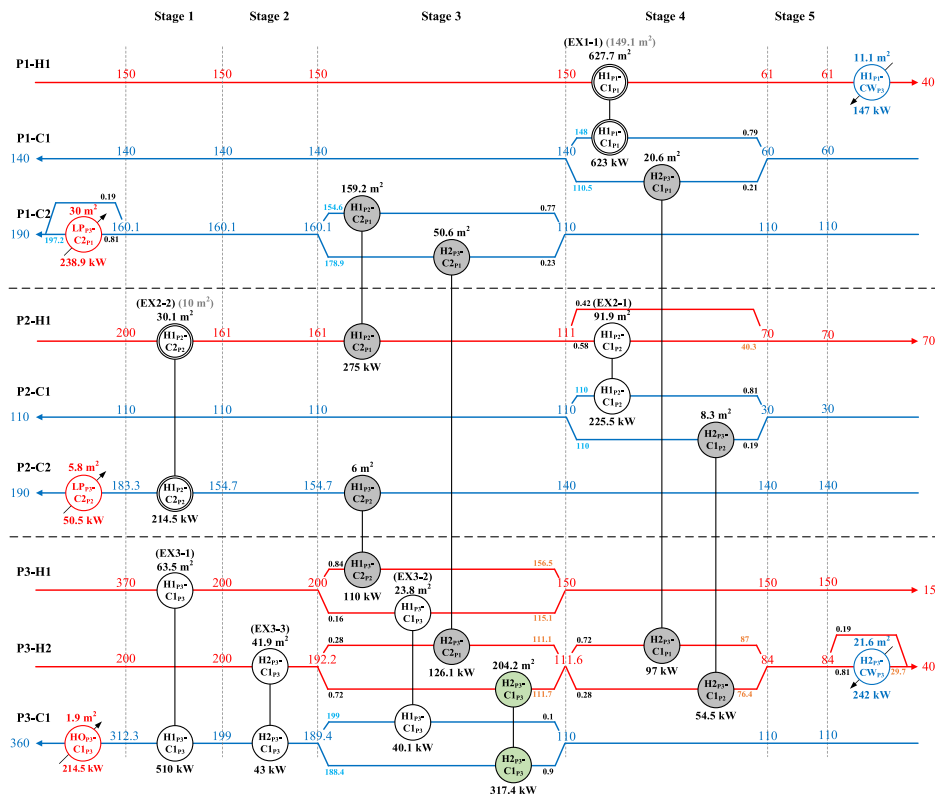 Stage 1 Stage 2 Stage 3 Stage 4 Stage 5
(EX1-1) (149.1 m²)
627.7 m²
11.1 m²
P1-H1
150 150 150 150 61 61
H1P1-
C1P1
H1P1-
CWP3
40
147 kW
P1-C1
148
H1P1-
C1P1
0.79
140 140 140 140 140 60 60
623 kW
20.6 m²
110.5
H2P3-
C1P1
0.21
P1-C2
0.19
159.2 m²
30 m²
154.6
H1P2-
C2P1
0.77
190
LPP3-
C2P1
160.1 160.1 160.1 110 110 110
197.2
0.81
50.6 m²
238.9 kW
178.9
H2P3-
C2P1
0.23
(EX2-2) (10 m²)
30.1 m²
0.42 (EX2-1)
91.9 m²
P2-H1
200
H1P2-
C2P2
161 161
H1P2-
C2P1
111
H1P2-
C1P2
70 70 70
0.58
40.3
275 kW
P2-C1
110
H1P2-
C1P2
0.81
110 110 110 110 110 30 30
225.5 kW
8.3 m²
110
H2P3-
C1P2
0.19
P2-C2
5.8 m²
6 m²
190
LPP3-
C2P2
183.3
H1P2-
C2P2
154.7 154.7
H1P3-
C2P2
140 140 140
50.5 kW
214.5 kW
(EX3-1)
63.5 m²
0.84
H1P3-
C2P2
156.5
P3-H1
370
H1P3-
C1P3
200 200
110 kW
(EX3-2)
23.8 m²
150 150 150 15
0.16
H1P3-
C1P3
115.1
(EX3-3)
41.9 m²
P3-H2
0.28
H2P3-
C2P1
111.1
0.72
H2P3-
C1P1
87
0.19
21.6 m²
200 200
H2P3-
C1P3
192.2
126.1 kW
111.6
97 kW
84 84
H2P3-
CWP3
40
0.81
29.7
242 kW
204.2 m²
0.72
H2P3-
C1P3
111.7
0.28
H2P3-
C1P2
76.4
54.5 kW
P3-C1
1.9 m²
199
H1P3-
C1P3
0.1
360
HOP3-
C1P3
312.3
H1P3-
C1P3
199
H2P3-
C1P3
189.4
40.1 kW
110 110 110
214.5 kW
510 kW
43 kW
188.4
H2P3-
C1P3
0.9
317.4 kW